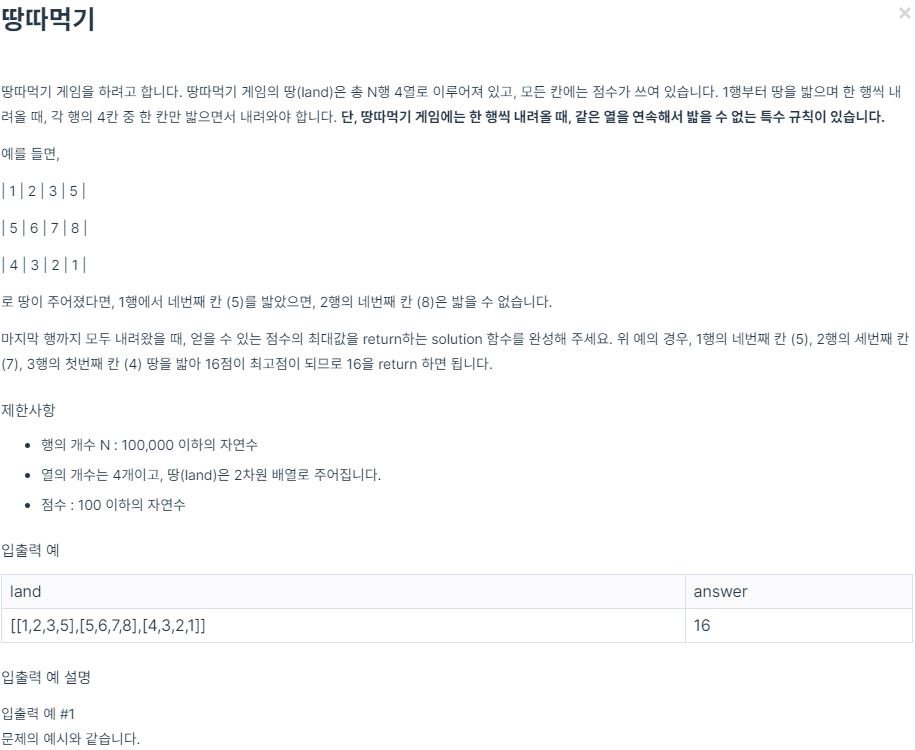 땅따먹기
×
땅따먹기 게임을 하려고 합니다. 땅따먹기 게임의 땅(land)은 총 N행 4열로 이루어져 있고, 모든 칸에는 점수가 쓰여 있습니다. 1행부터 땅을 밟으며 한 행씩 내
려올 때, 각 행의 4칸 중 한 칸만 밟으면서 내려와야 합니다. 단, 땅따먹기 게임에는 한 행씩 내려올 때, 같은 열을 연속해서 밟을 수 없는 특수 규칙이 있습니다.
예를 들면,
| 1 | 2 | 3 | 5 |
| 5 | 6 | 7 | 8 |
| 4 | 3 | 2 | 1 |
로 땅이 주어졌다면, 1행에서 네번째 칸 (5)를 밟았으면, 2행의 네번째 칸 (8)은 밟을 수 없습니다.
마지막 행까지 모두 내려왔을 때, 얻을 수 있는 점수의 최대값을 return하는 solution 함수를 완성해 주세요. 위 예의 경우, 1행의 네번째 칸 (5), 2행의 세번째 칸
(7), 3행의 첫번째 칸 (4) 땅을 밟아 16점이 최고점이 되므로 16을 return 하면 됩니다.
제한사항
• 행의 개수 N : 100,000 이하의 자연수
• 열의 개수는 4개이고, 땅(land)은 2차원 배열로 주어집니다.
• 점수 : 100 이하의 자연수
입출력 예
land answer
[[1,2,3,5],[5,6,7,8],[4,3,2,1]] 16
입출력 예 설명
입출력 예 #1
문제의 예시와 같습니다.